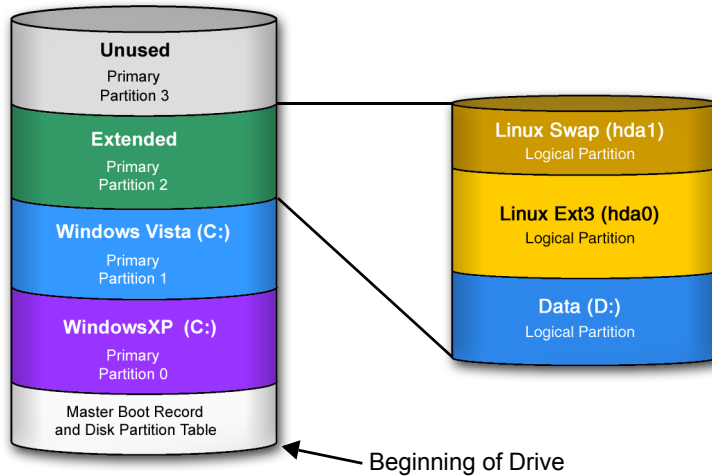 Unused
Primary
Partition 3
Extended
Primary
Partition 2
Windows Vista (C:)
Primary
Partition 1
WindowsXP (C:)
Primary
Partition 0
Master Boot Record
and Disk Partition Table
Linux Swap (hda1)
Logical Partition
Linux Ext3 (hda0)
Logical Partition
Data (D:)
Logical Partition
Beginning of Drive